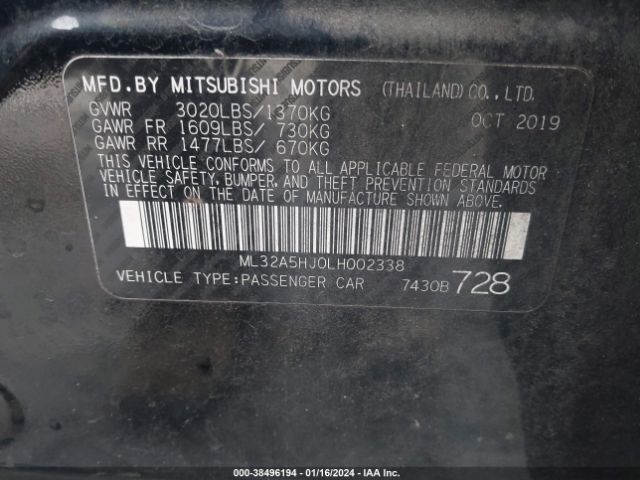 MFD.BY MITSUBISHI MOTORS (THAILAND) CO., LTD.
GVWR 3020LBS/1370KG OCT 2019
GAWR FR 1609LBS/ 730KG
GAWR RR 1477LBS/ 670KG
THIS VEHICLE CONFORMS TO ALL APPLICABLE FEDERAL MOTOR
VEHICLE SAFETY, BUMPER, AND THEFT PREVENTION STANDARDS
IN EFFECT ON THE DATE OF MANUFACTURE SHOWN ABOVE.
ML32A5HJ0LH002338
VEHICLE TYPE:PASSENGER CAR 7430B 728
000-38496194 - 01/16/2024 - IAA Inc.